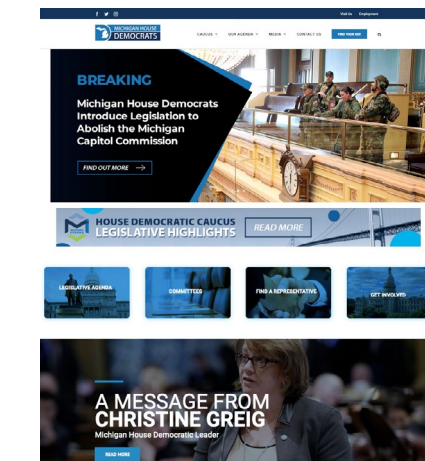 Visit Us Employment
MICHIGAN HOUSE
DEMOCRATS
CAUCUS OUR AGENDA MEDIA CONTACT US FIND YOUR REP
BREAKING
Michigan House Democrats
Introduce Legislation to
Abolish the Michigan
Capitol Commission
FIND OUT MORE
HOUSE DEMOCRATIC CAUCUS
LEGISLATIVE HIGHLIGHTS
READ MORE
LEGISLATIVE AGENDA
COMMITTEES
FIND A REPRESENTATIVE
GET INVOLVED
A MESSAGE FROM
CHRISTINE GREIG
Michigan House Democratic Leader
READ MORE